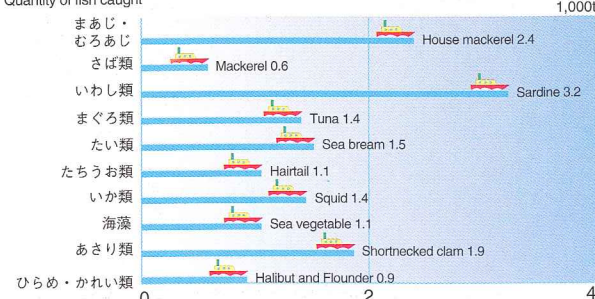 Quantity of fish caught
1,000t
まあじ・
むろあじ
House mackerel 2.4
さば類
Mackerel 0.6
いわし類
Sardine 3.2
まぐろ類
Tuna 1.4
たい類
Sea bream 1.5
たちうお類
Hairtail 1.1
いか類
Squid 1.4
海藻
Sea vegetable 1.1
あさり類
Shortnecked clam 1.9
ひらめ・かれい類
Halibut and Flounder 0.9
0 2 4